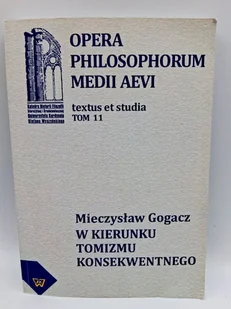 OPERA
PHILOSOPHORUM
MEDII AEVI
textus et studia
TOM 11
Mieczysław Gogacz
W KIERUNKU
TOMIZMU
KONSEKWENTNEGO